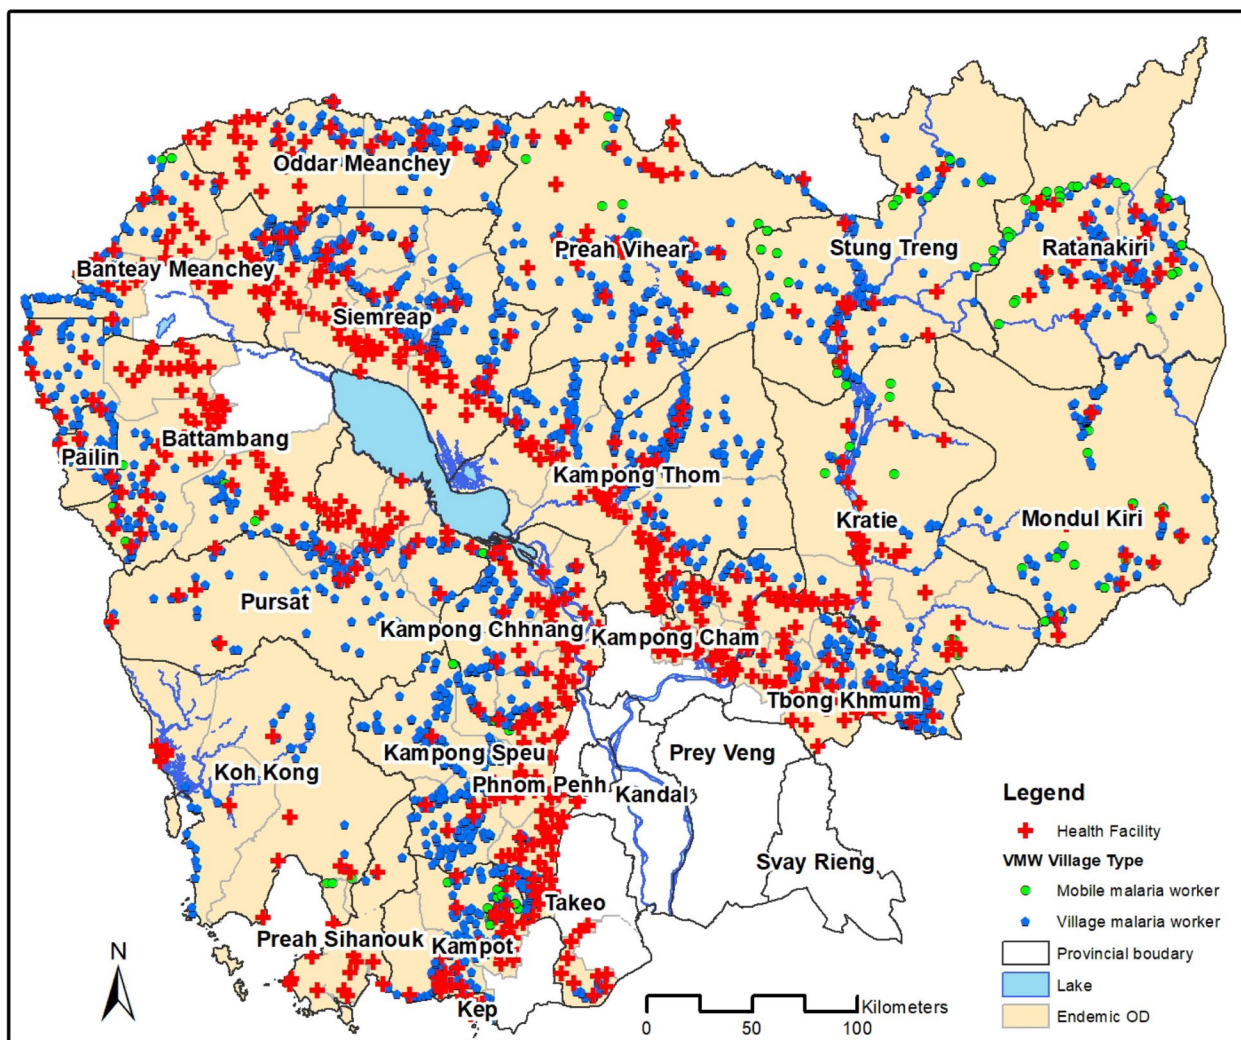 Oddar Meanchey
Preah Vihear
Stung Treng
Ratanakiri
Banteay Meanchey
Siemreap
Battambang
Pailin
Kampong Thom
Kratie
Mondul Kiri
Pursat
Kampong Chhnang
Kampong Cham
Tbong Khmum
Kampong Speu
Prey Veng
Koh Kong
Phnom Penh
Kandal
Svay Rieng
Takeo
Preah Sihanouk
Kampot
Kep
N
Kilometers
0 50 100
Legend
Health Facility
VMW Village Type
Mobile malaria worker
Village malaria worker
Provincial boudary
Lake
Endemic OD